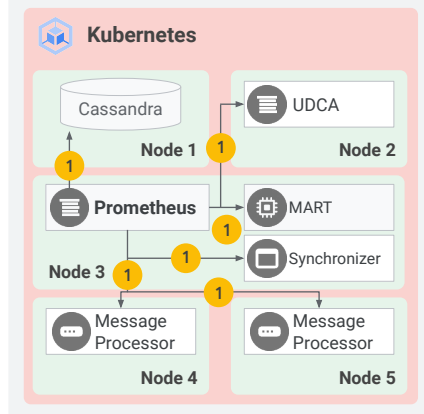 Kubernetes
Cassandra
UDCA
1
1
Node 1
Node 2
Prometheus
MART
1
1
Synchronizer
Node 3
1
1
Message
Processor
Message
Processor
Node 4
Node 5